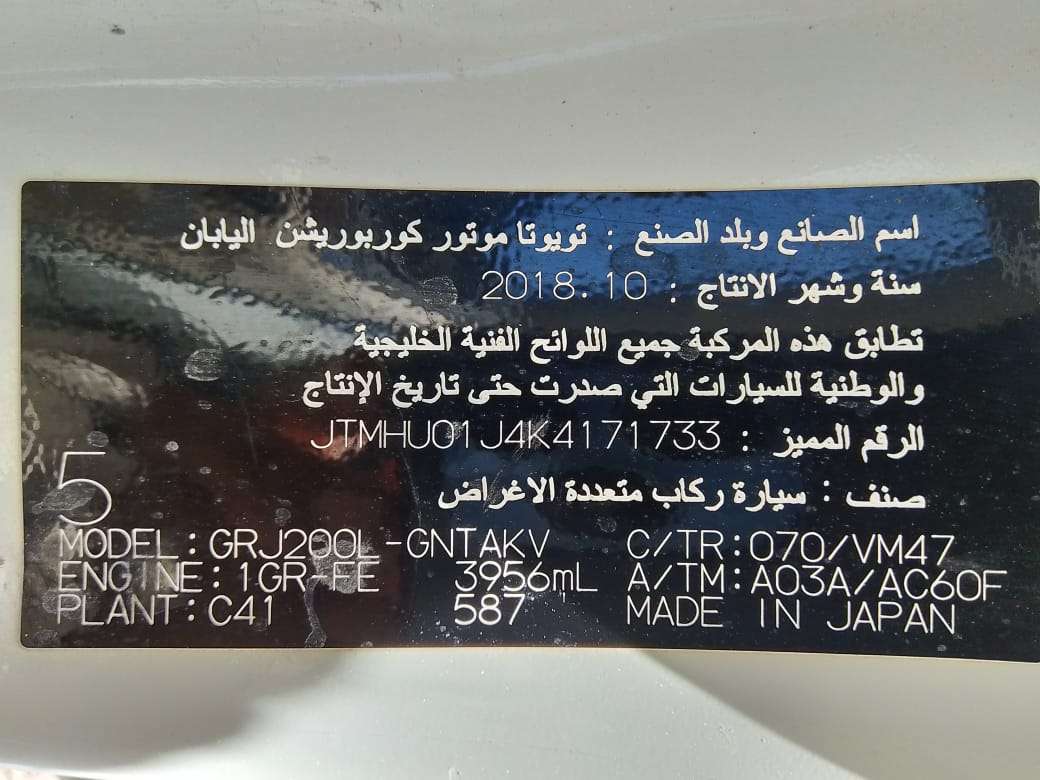 اسم الصانع وبلد الصنع : تويوتا موتور كوربوريشن اليابان
سنة وشهر الانتاج : 2018.10
تطابق هذه المركبة جميع اللوائح الفنية الخليجية
والوطنية للسيارات التي صدرت حتى تاريخ الإنتاج
الرقم المميز : JTMHU01J4K4171733
صنف : سيارة ركاب متعددة الاغراض
5
MODEL:GRJ200L-GNTAKV C/TR:070/VM47
ENGINE:1GR-FE 3956mL A/TM:A03A/AC60F
PLANT:C41 587 MADE IN JAPAN